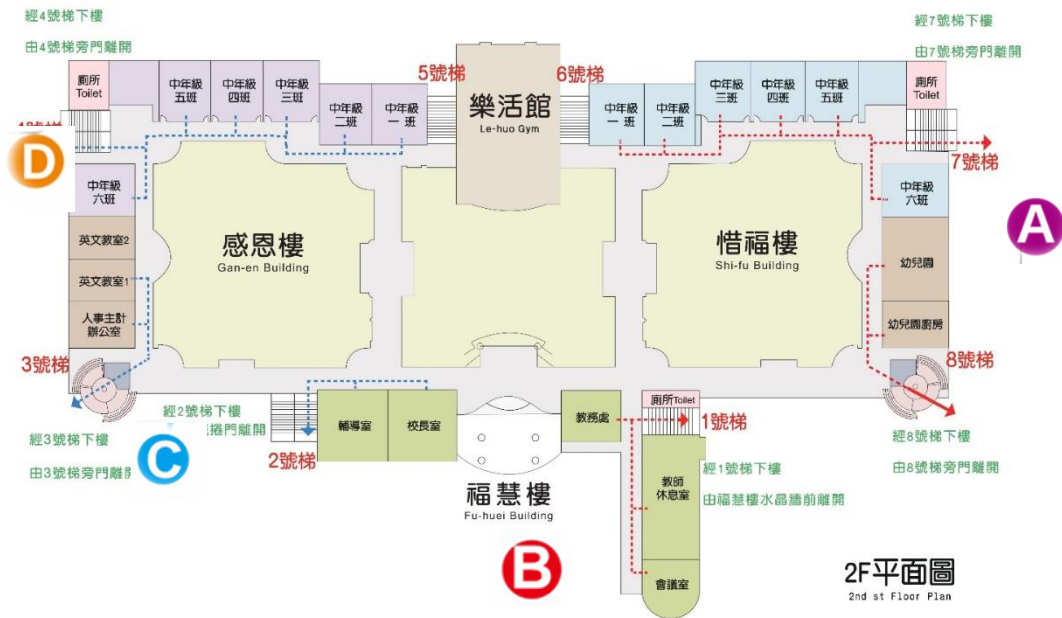 經4號梯下樓
由4號梯旁門離開
經7號梯下樓
由7號梯旁門離開
廁所
Toilet
中年級
五班
中年級
四班
中年級
三班
中年級
二班
中年級
一班
5號梯
樂活館
Le-huo Gym
6號梯
中年級
一班
中年級
二班
中年級
三班
中年級
四班
中年級
五班
廁所
Toilet
D
7號梯
中年級
六班
英文教室2
英文教室1
人事主計
辦公室
3號梯
感恩樓
Gan-en Building
惜福樓
Shi-fu Building
中年級
六班
幼兒園
幼兒園廚房
8號梯
A
經3號梯下樓
由3號梯旁門離
C
經2號梯下樓
捲門離開
2號梯
輔導室
校長室
福慧樓
Fu-huei Building
B
教務處
廁所Toilet
1號梯
教師
休息室
會議室
經1號梯下樓
由福慧樓水晶牆前離開
經8號梯下樓
由8號梯旁門離開
2F平面圖
2nd st Floor Plan